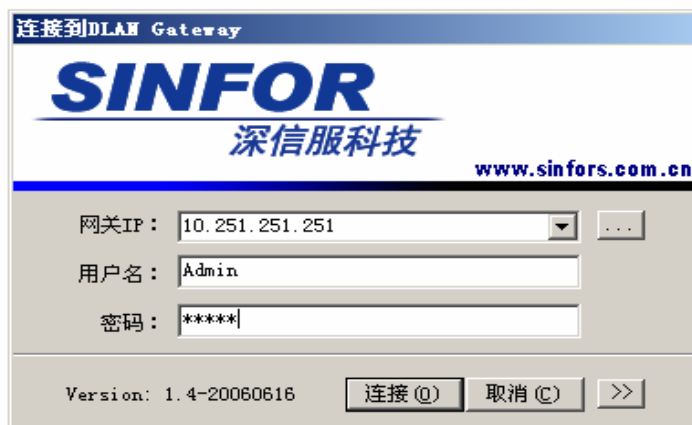 连接到DLAN Gateway
SINFOR
深信服科技
www.sinfors.com.cn
网关IP： 10.251.251.251 ...
用户名： Admin
密码： *****
Version: 1.4-20060616 连接(O) 取消(C) >>